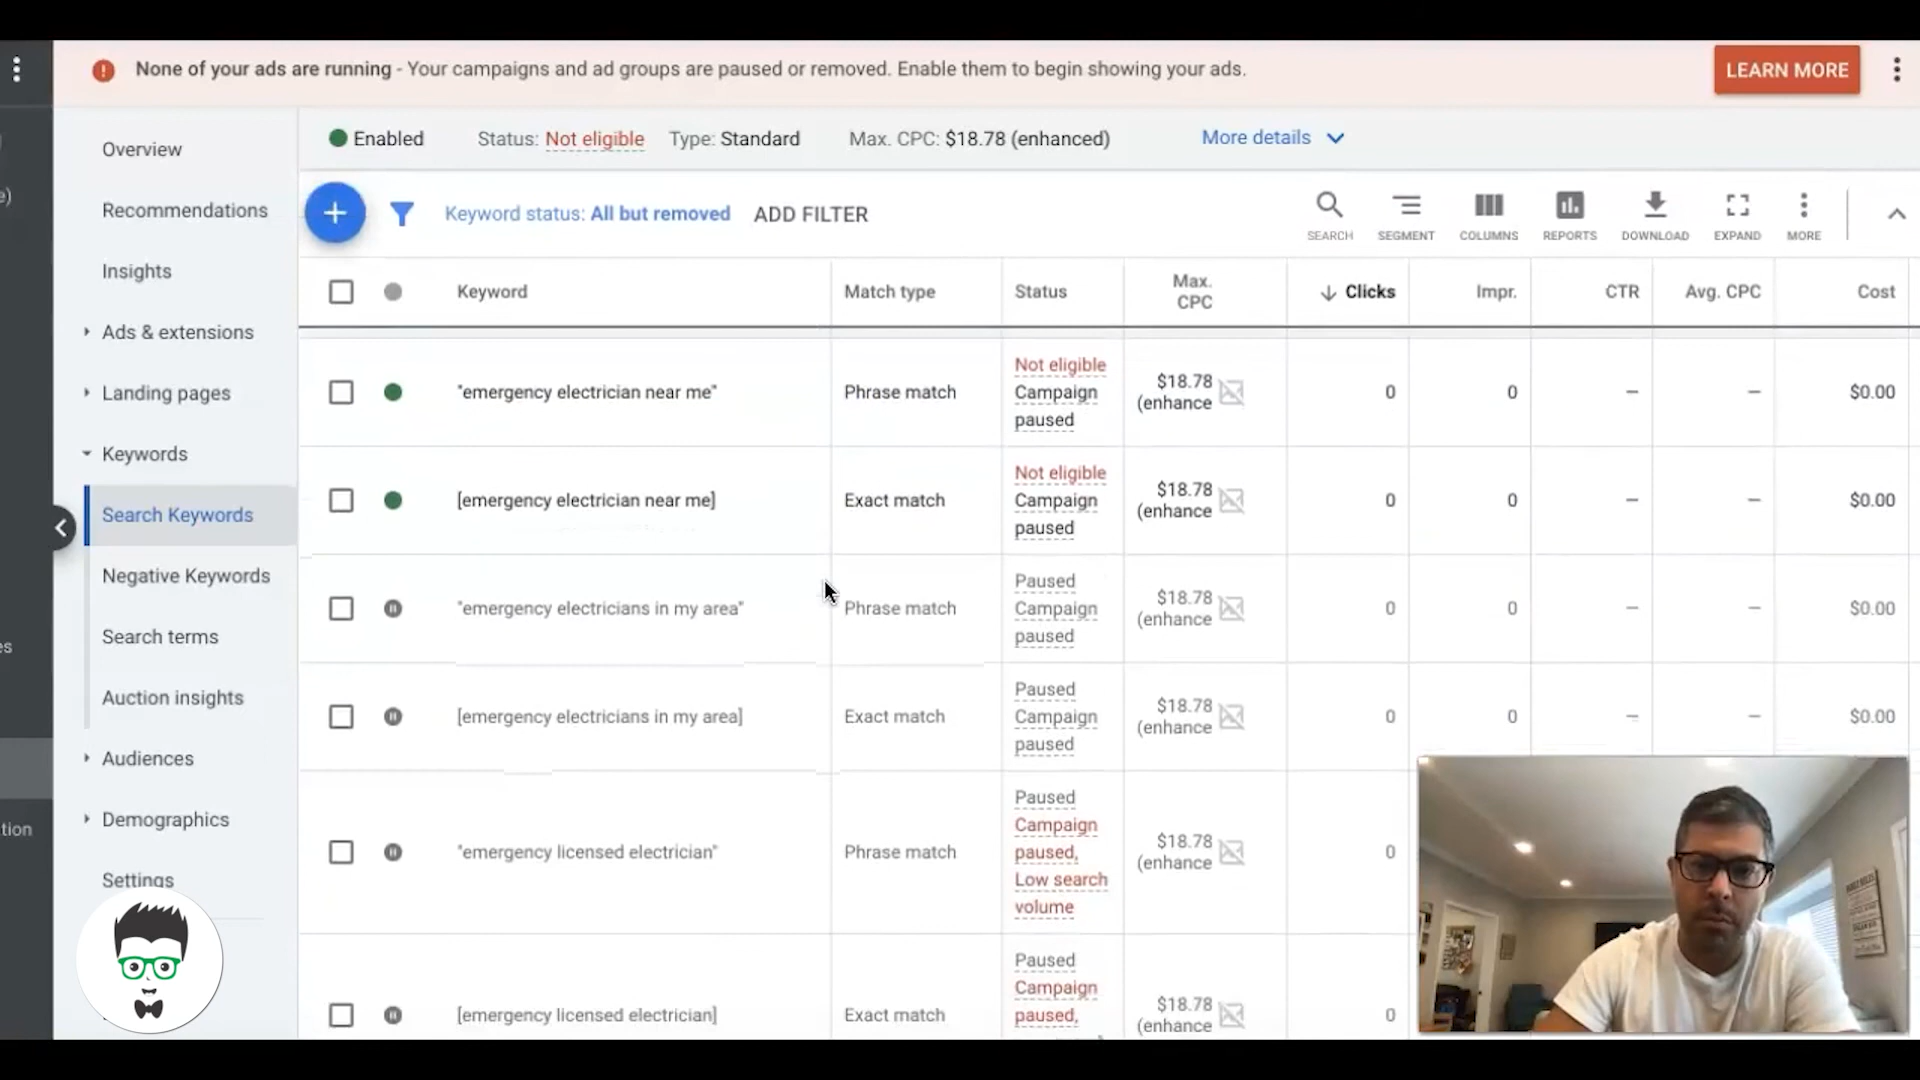 None of your ads are running - Your campaigns and ad groups are paused or removed. Enable them to begin showing your ads.
LEARN MORE
Enabled Status: Not eligible Type: Standard Max. CPC: $18.78 (enhanced) More details
Keyword status: All but removed ADD FILTER
SEARCH SEGMENT COLUMNS REPORTS DOWNLOAD EXPAND MORE
Overview
Recommendations
Insights
Ads & extensions
Landing pages
Keywords
Search Keywords
Negative Keywords
Search terms
Auction insights
Audiences
Demographics
Settings
e)
es
tion
Keyword Match type Status Max. CPC Clicks Impr. CTR Avg. CPC Cost
"emergency electrician near me" Phrase match Not eligible Campaign paused $18.78 (enhance 0 0 – – $0.00
[emergency electrician near me] Exact match Not eligible Campaign paused $18.78 (enhance 0 0 – – $0.00
"emergency electricians in my area" Phrase match Paused Campaign paused $18.78 (enhance 0 0 – – $0.00
[emergency electricians in my area] Exact match Paused Campaign paused $18.78 (enhance 0 0 – – $0.00
"emergency licensed electrician" Phrase match Paused Campaign paused, Low search volume $18.78 (enhance 0
[emergency licensed electrician] Exact match Paused Campaign paused, $18.78 (enhance 0